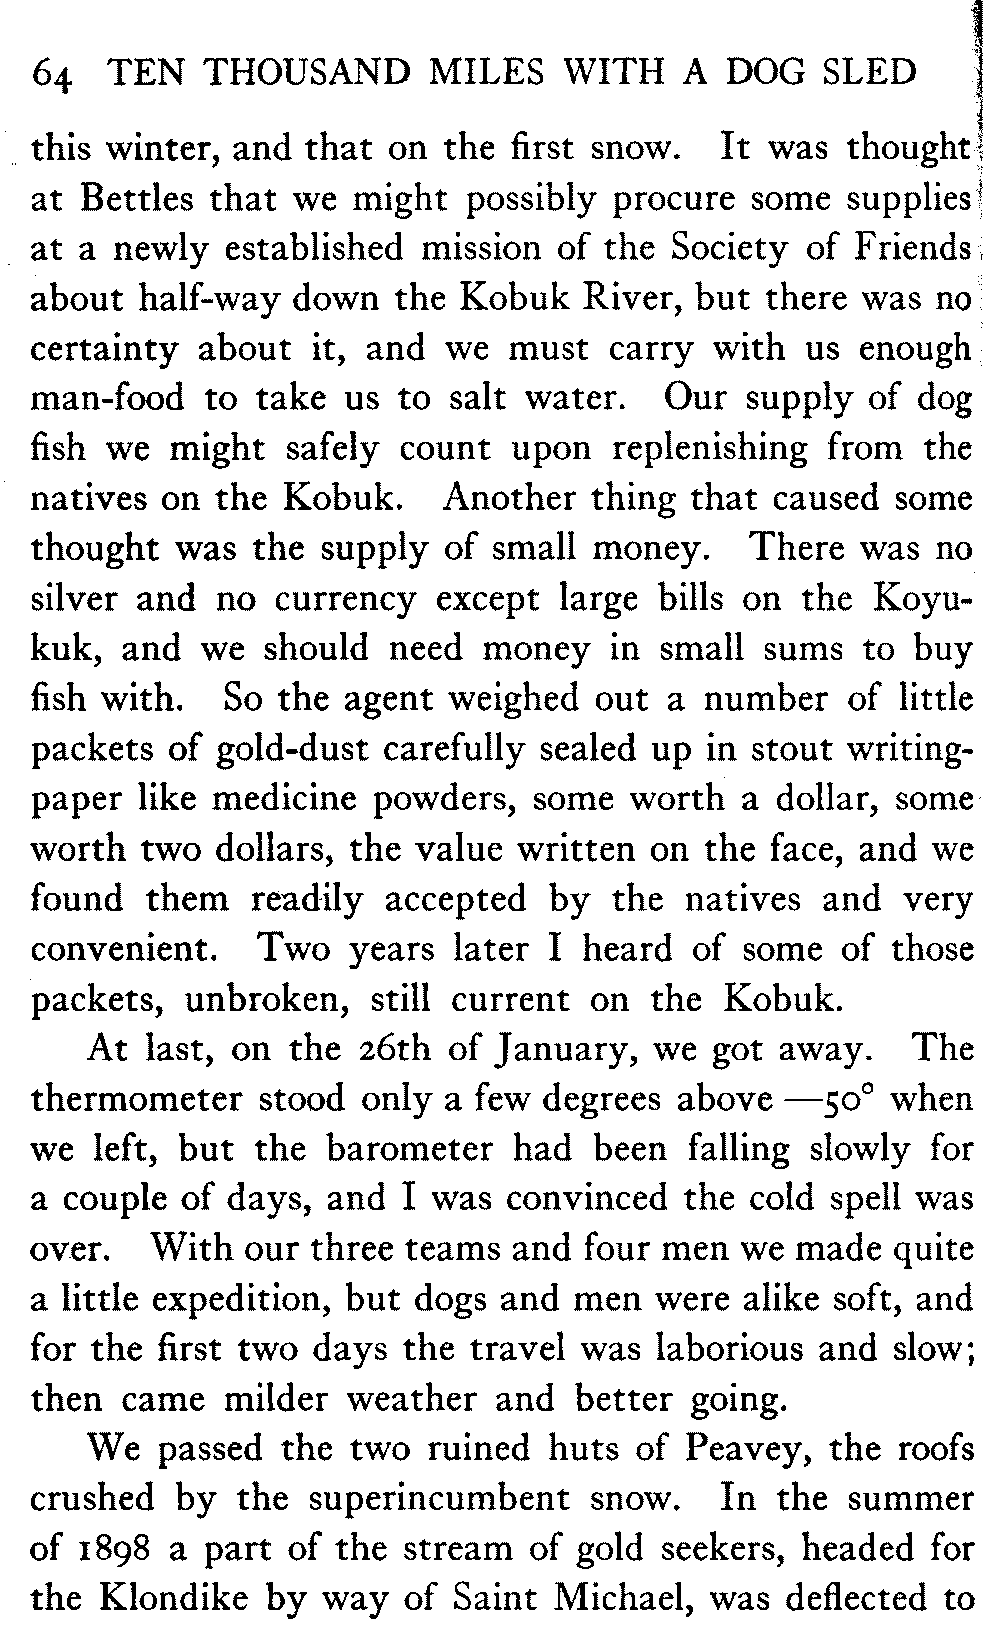 64 TEN THOUSAND MILES WITH A DOG SLED
this winter, and that on the first snow. It was thought
at Bettles that we might possibly procure some supplies
at a newly established mission of the Society of Friends
about half-way down the Kobuk River, but there was no
certainty about it, and we must carry with us enough
man-food to take us to salt water. Our supply of dog
fish we might safely count upon replenishing from the
natives on the Kobuk. Another thing that caused some
thought was the supply of small money. There was no
silver and no currency except large bills on the Koyu-
kuk, and we should need money in small sums to buy
fish with. So the agent weighed out a number of little
packets of gold-dust carefully sealed up in stout writing-
paper like medicine powders, some worth a dollar, some
worth two dollars, the value written on the face, and we
found them readily accepted by the natives and very
convenient. Two years later I heard of some of those
packets, unbroken, still current on the Kobuk.
At last, on the 26th of January, we got away. The
thermometer stood only a few degrees above —50° when
we left, but the barometer had been falling slowly for
a couple of days, and I was convinced the cold spell was
over. With our three teams and four men we made quite
a little expedition, but dogs and men were alike soft, and
for the first two days the travel was laborious and slow;
then came milder weather and better going.
We passed the two ruined huts of Peavey, the roofs
crushed by the superincumbent snow. In the summer
of 1898 a part of the stream of gold seekers, headed for
the Klondike by way of Saint Michael, was deflected to